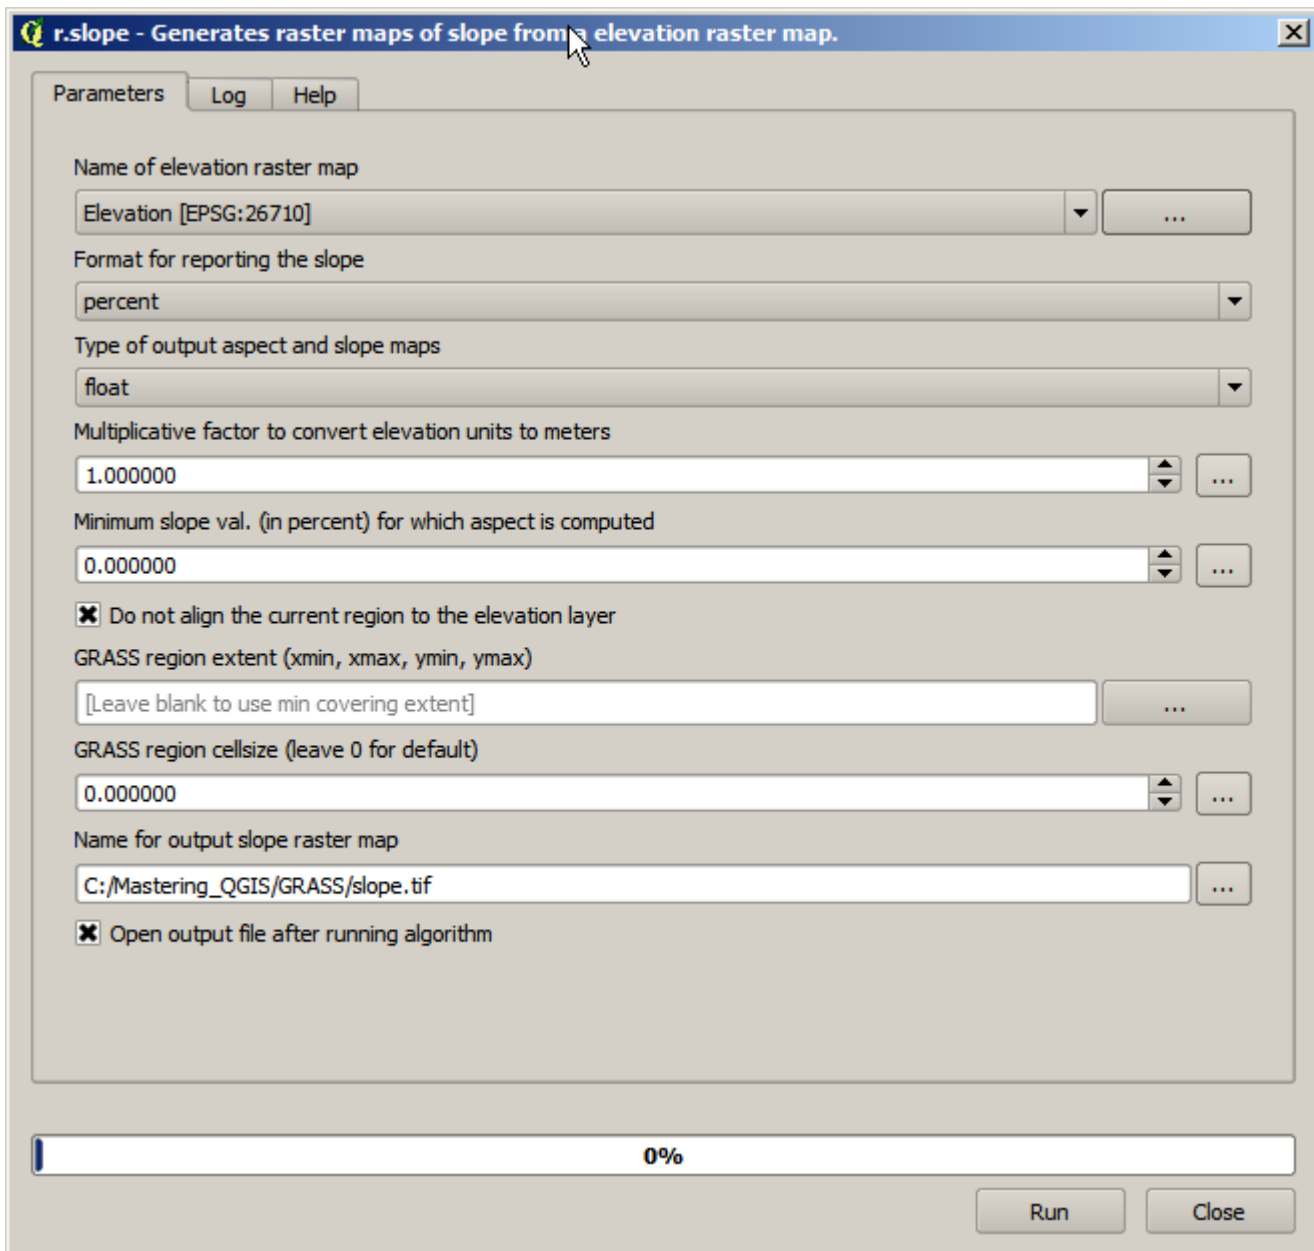 r.slope - Generates raster maps of slope from a elevation raster map.
Parameters Log Help
Name of elevation raster map
Elevation [EPSG:26710] ...
Format for reporting the slope
percent
Type of output aspect and slope maps
float
Multiplicative factor to convert elevation units to meters
1.000000 ...
Minimum slope val. (in percent) for which aspect is computed
0.000000 ...
Do not align the current region to the elevation layer
GRASS region extent (xmin, xmax, ymin, ymax)
[Leave blank to use min covering extent] ...
GRASS region cellsize (leave 0 for default)
0.000000 ...
Name for output slope raster map
C:/Mastering_QGIS/GRASS/slope.tif ...
Open output file after running algorithm
0%
Run Close